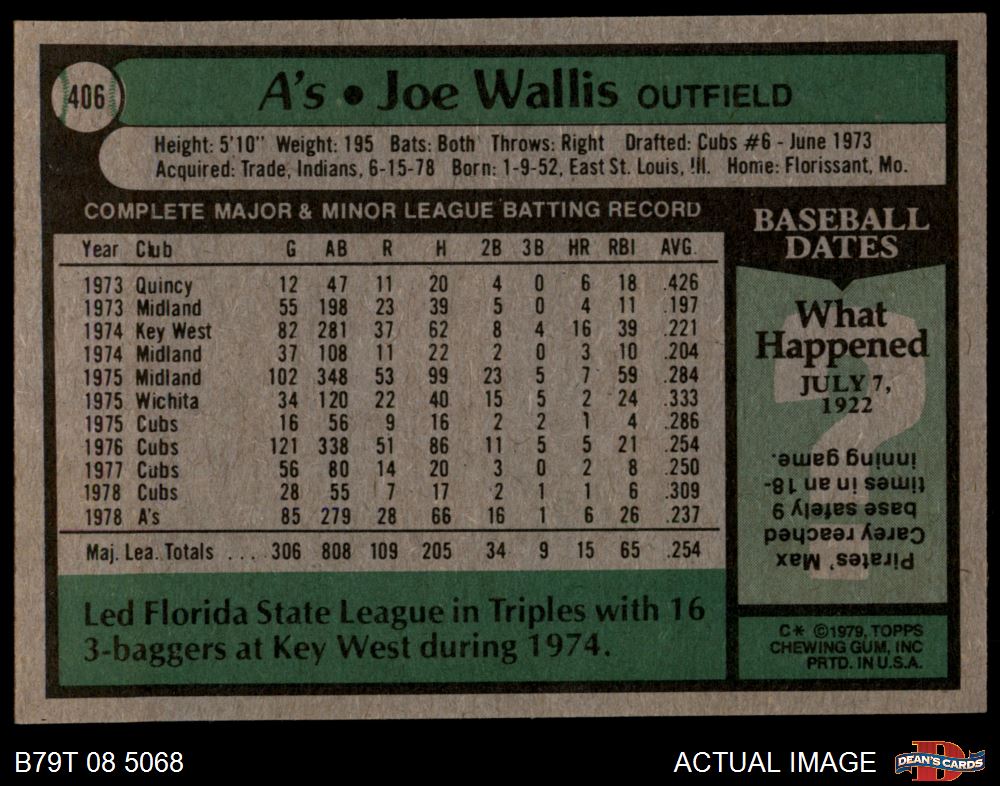 406
A's • Joe Wallis OUTFIELD
Height: 5'10" Weight: 195 Bats: Both Throws: Right Drafted: Cubs #6 - June 1973
Acquired: Trade, Indians, 6-15-78 Born: 1-9-52, East St. Louis, Ill. Home: Florissant, Mo.
COMPLETE MAJOR & MINOR LEAGUE BATTING RECORD
Year Club G AB R H 2B 3B HR RBI AVG.
1973 Quincy 12 47 11 20 4 0 6 18 .426
1973 Midland 55 198 23 39 5 0 4 11 .197
1974 Key West 82 281 37 62 8 4 16 39 .221
1974 Midland 37 108 11 22 2 0 3 10 .204
1975 Midland 102 348 53 99 23 5 7 59 .284
1975 Wichita 34 120 22 40 15 5 2 24 .333
1975 Cubs 16 56 9 16 2 2 1 4 .286
1976 Cubs 121 338 51 86 11 5 5 21 .254
1977 Cubs 56 80 14 20 3 0 2 8 .250
1978 Cubs 28 55 7 17 2 1 1 6 .309
1978 A's 85 279 28 66 16 1 6 26 .237
Maj. Lea. Totals . . . 306 808 109 205 34 9 15 65 .254
Led Florida State League in Triples with 16
3-baggers at Key West during 1974.
BASEBALL
DATES
What
Happened
JULY 7,
1922
?
Pirates' Max
Carey reached
base safely 9
times in an 18-
inning game.
C* ©1979, TOPPS
CHEWING GUM, INC
PRTD. IN U.S.A.
B79T 08 5068
ACTUAL IMAGE
D
DEAN'S CARDS